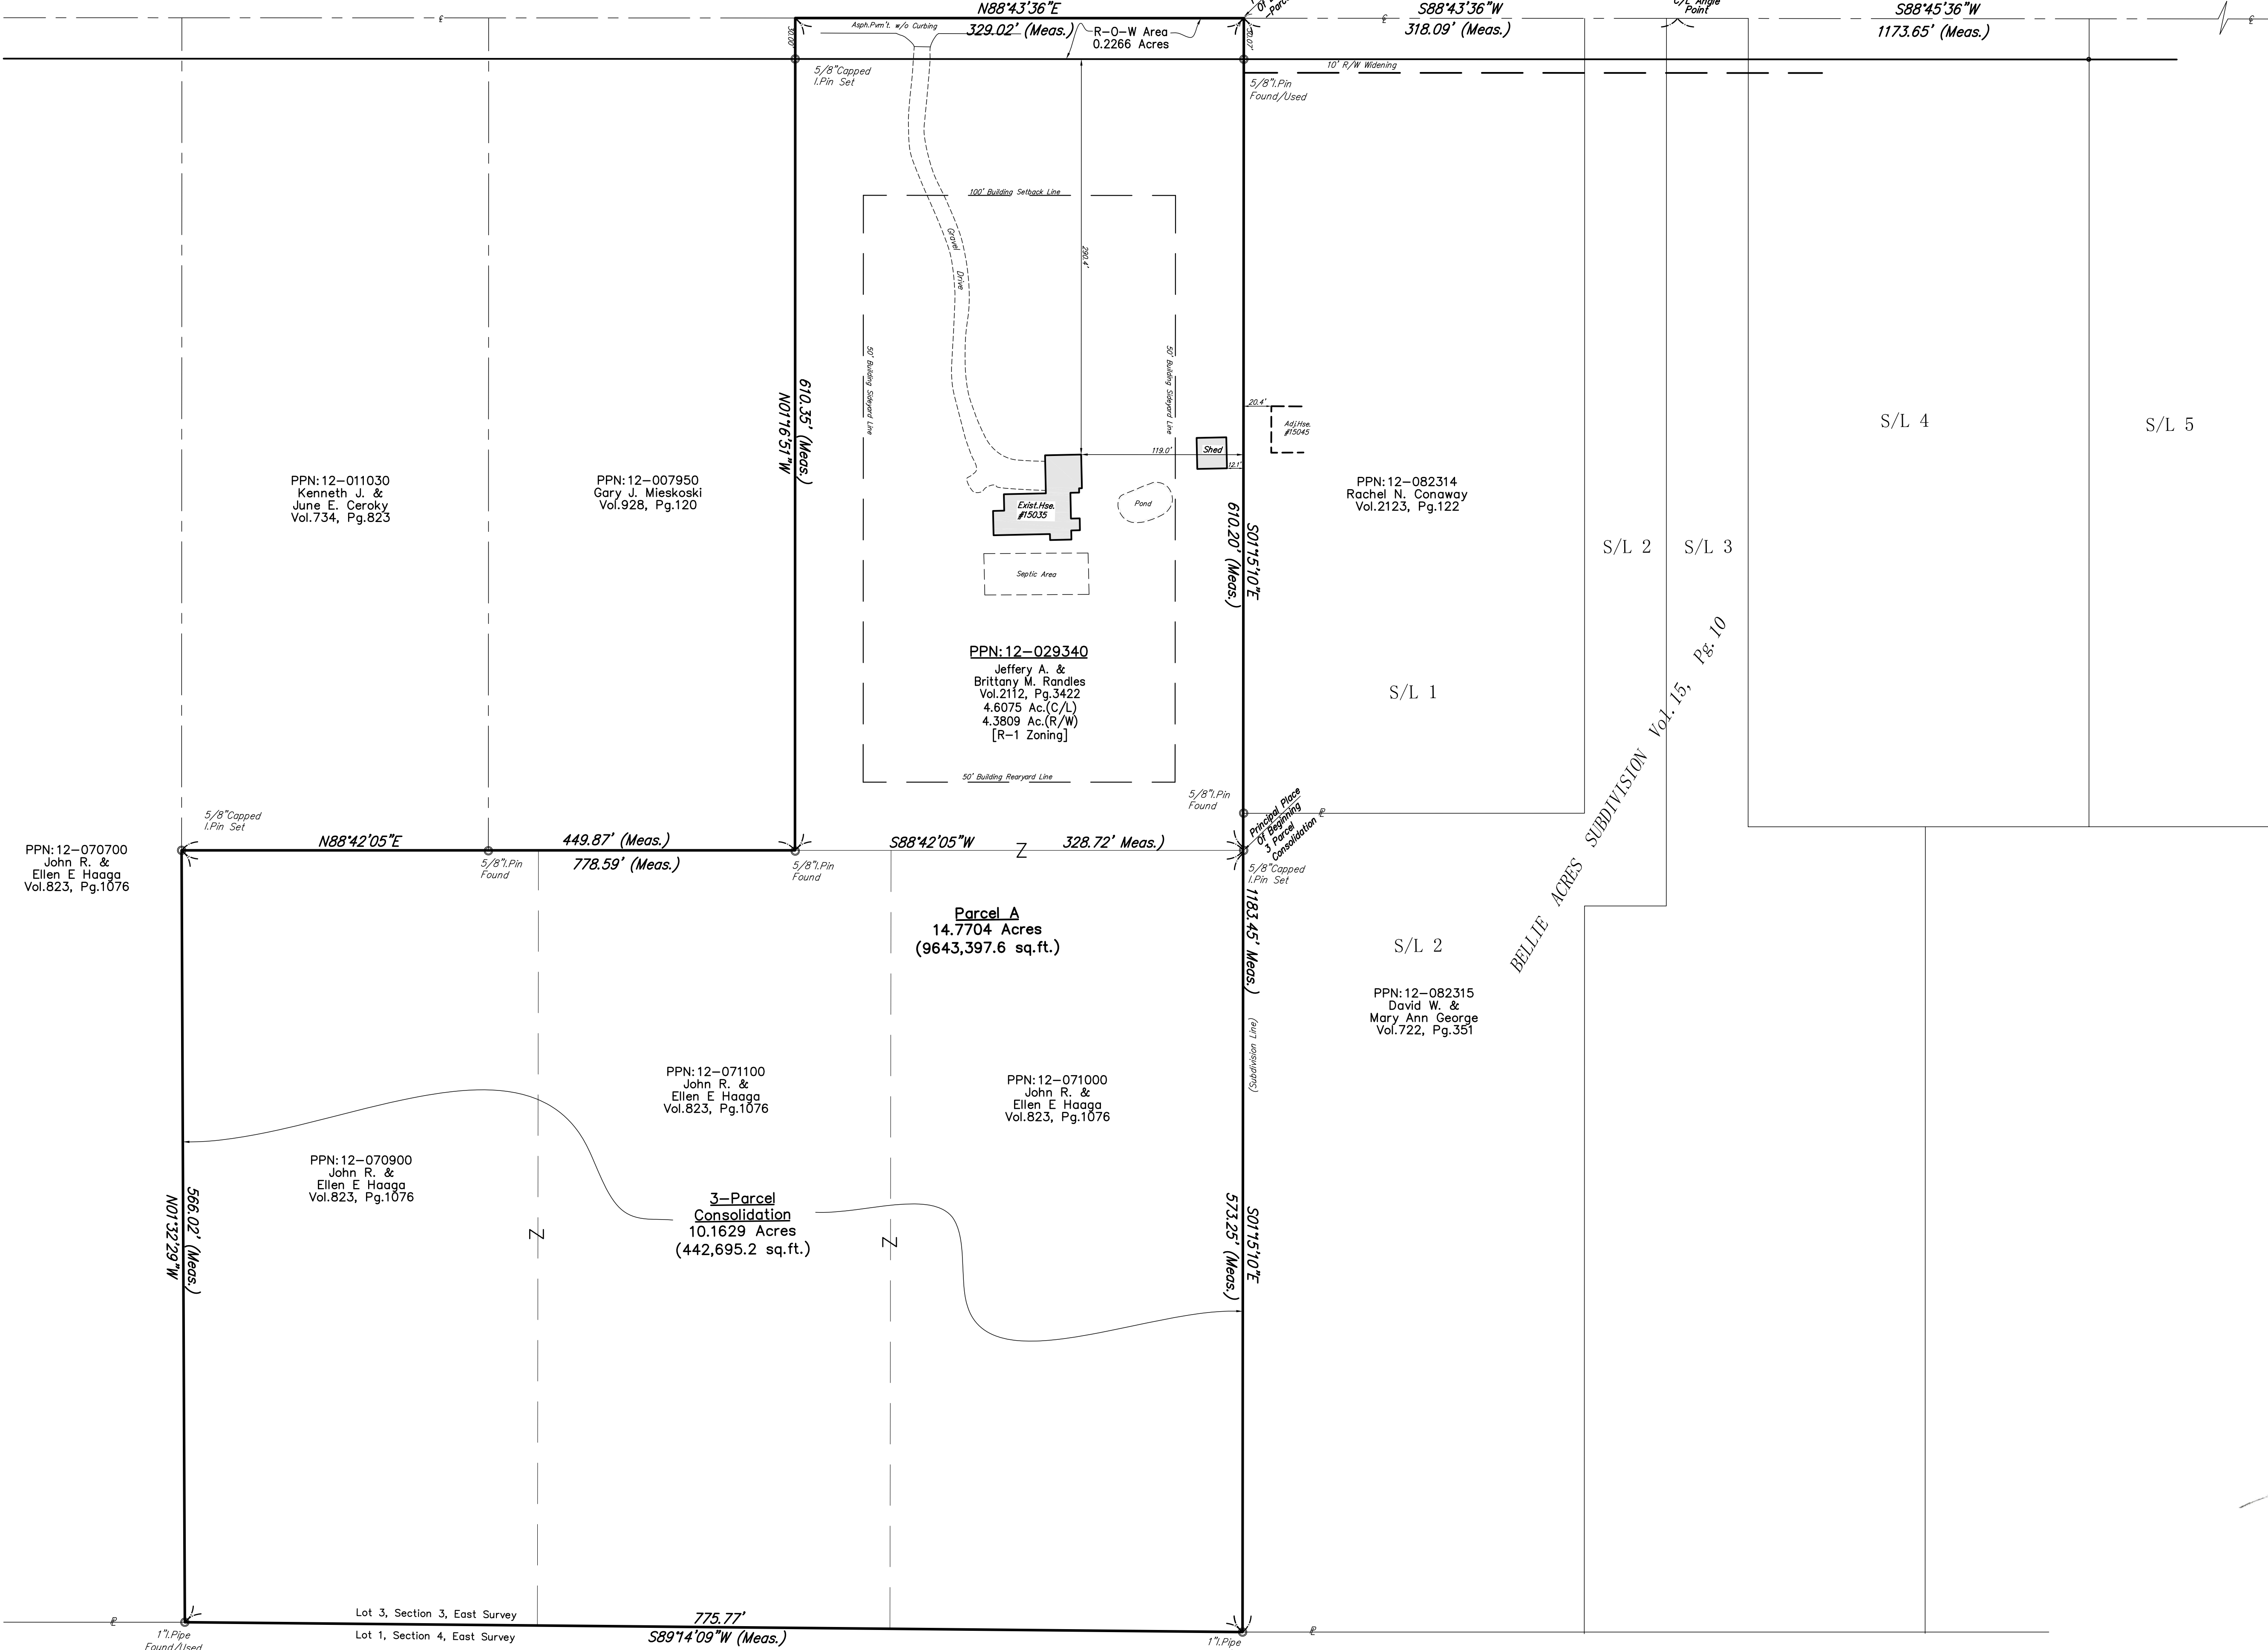 N88°43'36"E
329.02' (Meas.)
Asph.Pvm't. w/o Curbing
R-O-W Area
0.2266 Acres
30.00'
30.07'
S88°43'36"W
318.09' (Meas.)
C/L Angle
Point
S88°45'36"W
1173.65' (Meas.)
10' R/W Widening
5/8"Capped
I.Pin Set
5/8"I.Pin
Found/Used
100' Building Setback Line
Gravel
Drive
290.4'
50' Building Sideyard Line
50' Building Sideyard Line
610.35' (Meas.)
N01°16'51"W
20.4'
Adj.Hse.
#15045
119.0'
Shed
12.1'
Pond
Exist.Hse.
#15035
Septic Area
S/L 4
S/L 5
PPN:12-011030
Kenneth J. &
June E. Ceroky
Vol.734, Pg.823
PPN:12-007950
Gary J. Mieskoski
Vol.928, Pg.120
PPN:12-082314
Rachel N. Conaway
Vol.2123, Pg.122
S01°15'10"E
610.20' (Meas.)
S/L 2
S/L 3
PPN:12-029340
Jeffery A. &
Brittany M. Randles
Vol.2112, Pg.3422
4.6075 Ac.(C/L)
4.3809 Ac.(R/W)
[R-1 Zoning]
S/L 1
BELLIE ACRES SUBDIVISION Vol.15, Pg.10
50' Building Rearyard Line
5/8"I.Pin
Found
Principal Place
Of Beginning
3 Parcel
Consolidation
5/8"Capped
I.Pin Set
N88°42'05"E
449.87' (Meas.)
778.59' (Meas.)
S88°42'05"W
Z
328.72' Meas.)
5/8"I.Pin
Found
5/8"I.Pin
Found
5/8"Capped
I.Pin Set
PPN:12-070700
John R. &
Ellen E Haaga
Vol.823, Pg.1076
Parcel A
14.7704 Acres
(9643,397.6 sq.ft.)
1183.45' Meas.)
(Subdivision Line)
S/L 2
PPN:12-082315
David W. &
Mary Ann George
Vol.722, Pg.351
PPN:12-071100
John R. &
Ellen E Haaga
Vol.823, Pg.1076
PPN:12-071000
John R. &
Ellen E Haaga
Vol.823, Pg.1076
PPN:12-070900
John R. &
Ellen E Haaga
Vol.823, Pg.1076
3-Parcel
Consolidation
10.1629 Acres
(442,695.2 sq.ft.)
Z
Z
566.02' (Meas.)
N01°32'29"W
S01°15'10"E
573.25' (Meas.)
Lot 3, Section 3, East Survey
Lot 1, Section 4, East Survey
775.77'
S89°14'09"W (Meas.)
1"I.Pipe
Found/Used
1"I.Pipe